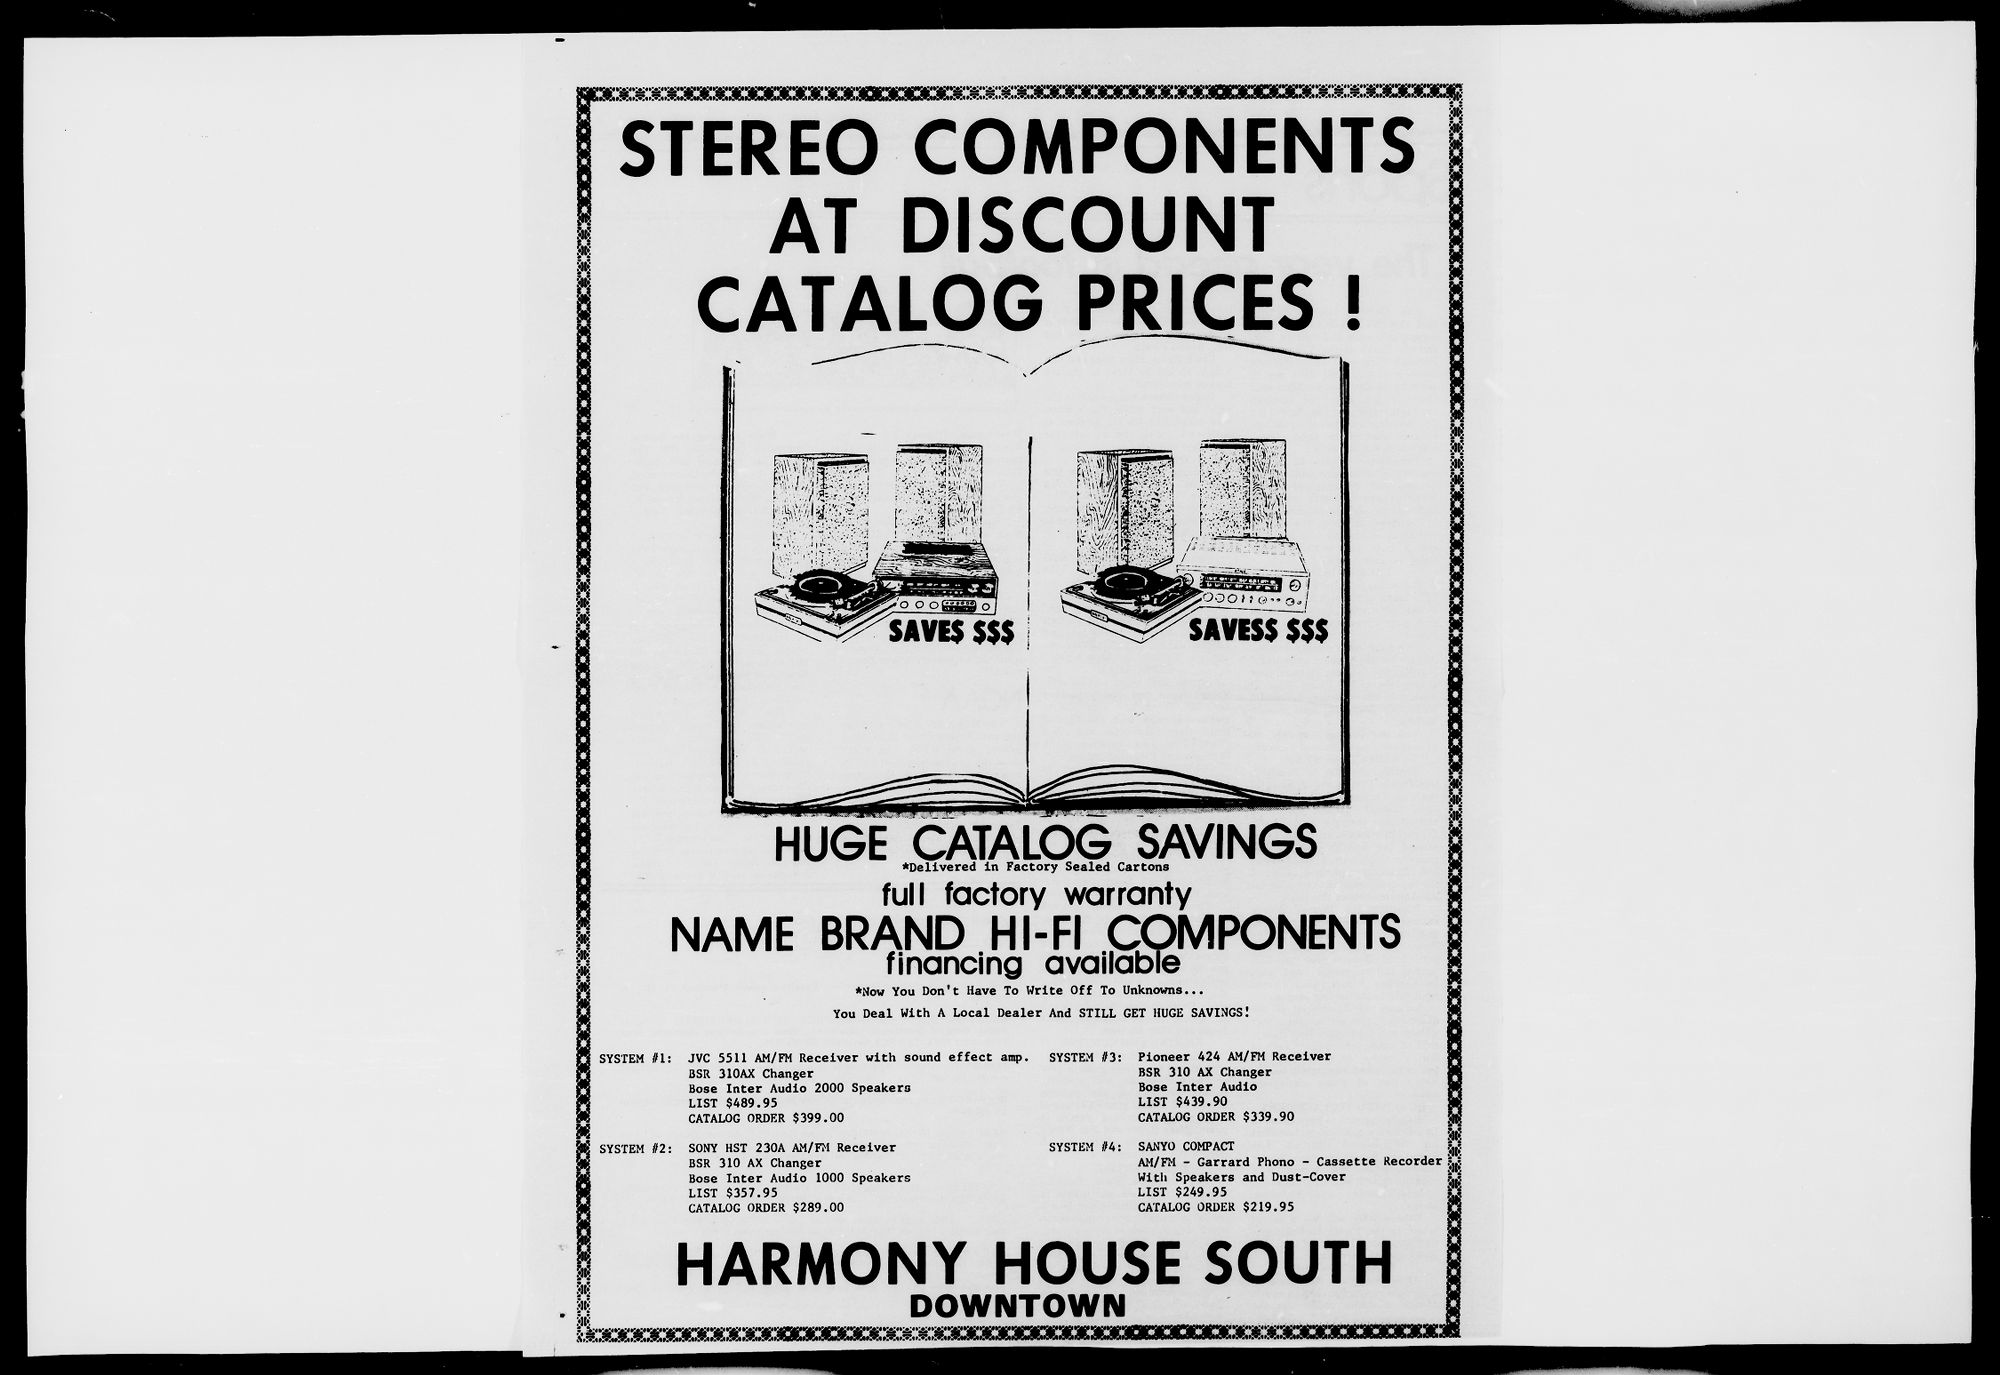 STEREO COMPONENTS
AT DISCOUNT
CATALOG PRICES !
SAVE$ $$$
SAVES$ $$$
HUGE CATALOG SAVINGS
*Delivered in Factory Sealed Cartons
full factory warranty
NAME BRAND HI-FI COMPONENTS
financing available
*Now You Don't Have To Write Off To Unknowns...
You Deal With A Local Dealer And STILL GET HUGE SAVINGS!
SYSTEM #1: JVC 5511 AM/FM Receiver with sound effect amp.
BSR 310AX Changer
Bose Inter Audio 2000 Speakers
LIST $489.95
CATALOG ORDER $399.00
SYSTEM #2: SONY HST 230A AM/FM Receiver
BSR 310 AX Changer
Bose Inter Audio 1000 Speakers
LIST $357.95
CATALOG ORDER $289.00
SYSTEM #3: Pioneer 424 AM/FM Receiver
BSR 310 AX Changer
Bose Inter Audio
LIST $439.90
CATALOG ORDER $339.90
SYSTEM #4: SANYO COMPACT
AM/FM - Garrard Phono - Cassette Recorder
With Speakers and Dust-Cover
LIST $249.95
CATALOG ORDER $219.95
HARMONY HOUSE SOUTH
DOWNTOWN